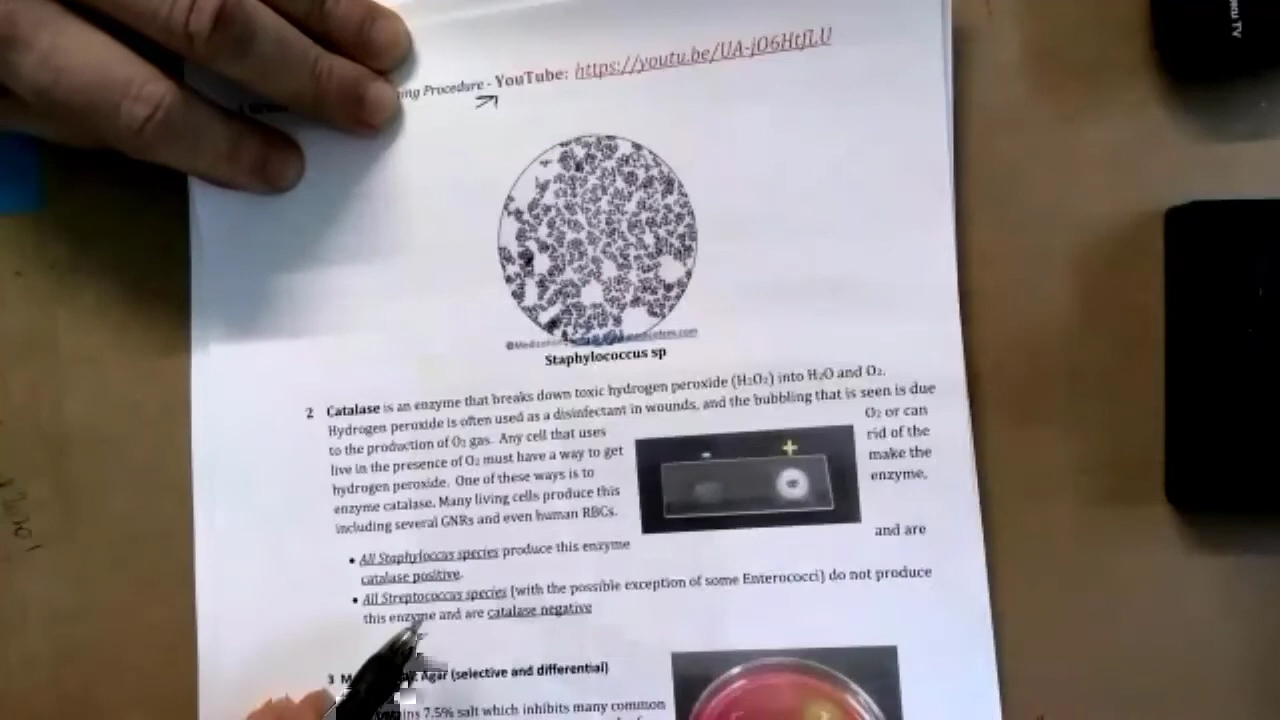 ing Procedure - YouTube: https://youtu.be/UA-jO6HtfLU
Staphylococcus sp
2 Catalase is an enzyme that breaks down toxic hydrogen peroxide (H₂O₂) into H₂O and O₂.
Hydrogen peroxide is often used as a disinfectant in wounds, and the bubbling that is seen is due
to the production of O₂ gas. Any cell that uses O₂ or can
live in the presence of O₂ must have a way to get rid of the
hydrogen peroxide. One of these ways is to make the
enzyme catalase. Many living cells produce this enzyme,
including several GNRs and even human RBCs.
- +
• All Staphyloccus species produce this enzyme and are
catalase positive.
• All Streptococcus species (with the possible exception of some Enterococci) do not produce
this enzyme and are catalase negative
3 M Agar (selective and differential)
7.5% salt which inhibits many common
TV